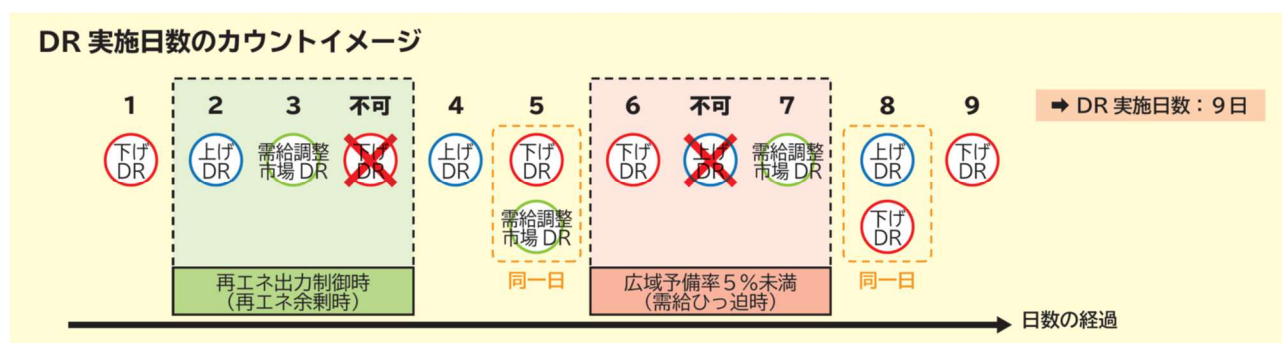 DR 実施日数のカウントイメージ
1
2
3
不可
4
5
6
不可
7
8
9
➡ DR 実施日数：9日
下げ
DR
上げ
DR
需給調整
市場 DR
下げ
DR
上げ
DR
下げ
DR
下げ
DR
上げ
DR
需給調整
市場 DR
上げ
DR
下げ
DR
需給調整
市場 DR
下げ
DR
再エネ出力制御時
（再エネ余剰時）
同一日
広域予備率５％未満
（需給ひっ迫時）
同一日
日数の経過